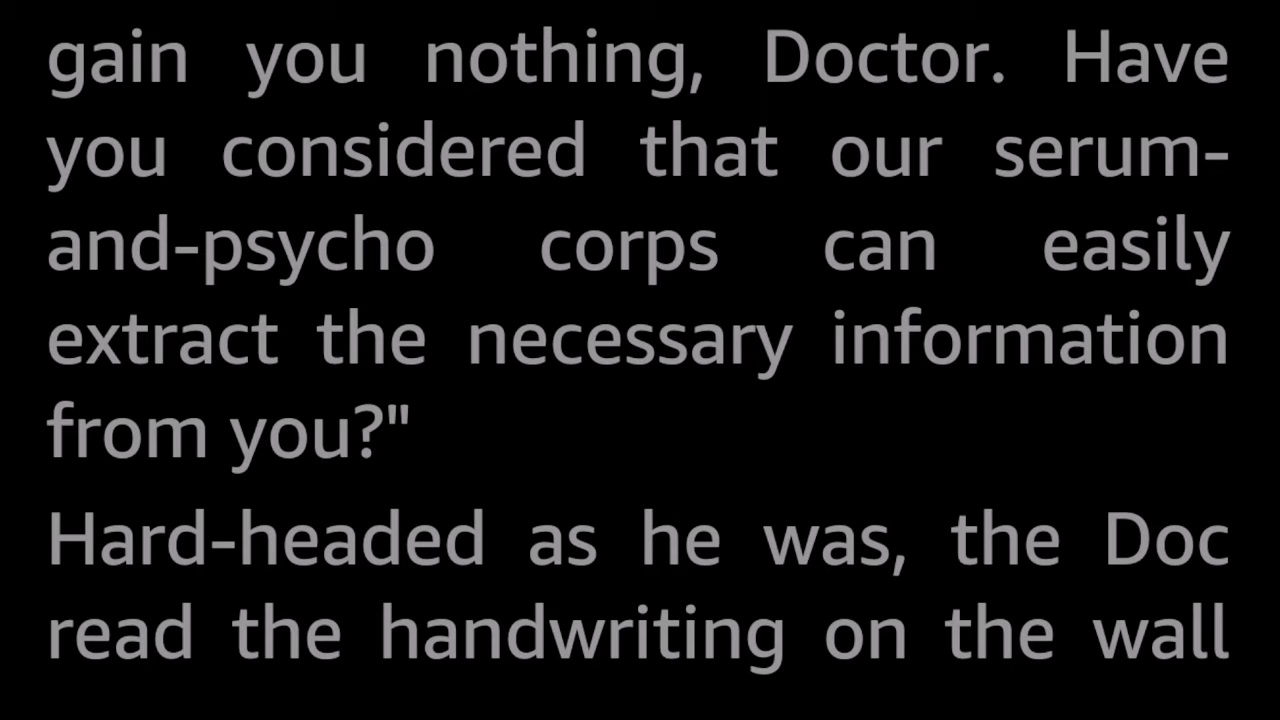 gain you nothing, Doctor. Have
you considered that our serum-
and-psycho corps can easily
extract the necessary information
from you?"
Hard-headed as he was, the Doc
read the handwriting on the wall